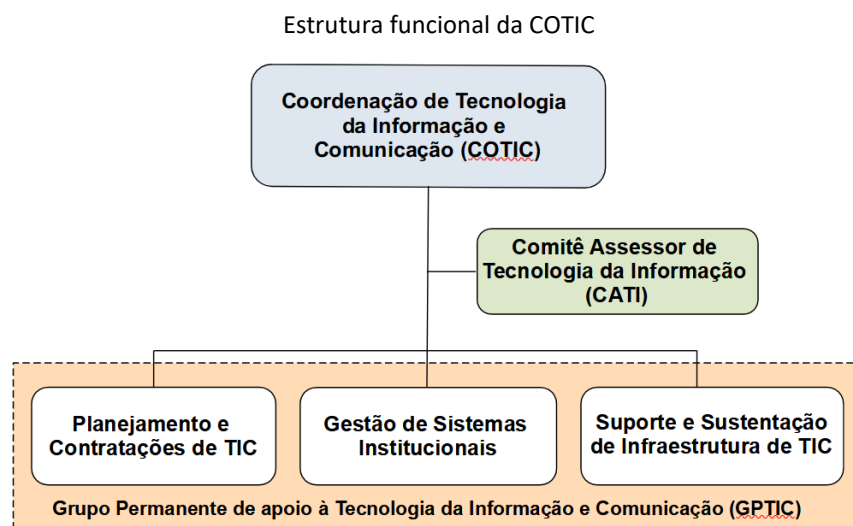 Estrutura funcional da COTIC
Coordenação de Tecnologia
da Informação e
Comunicação (COTIC)
Comitê Assessor de
Tecnologia da Informação
(CATI)
Planejamento e
Contratações de TIC
Gestão de Sistemas
Institucionais
Suporte e Sustentação
de Infraestrutura de TIC
Grupo Permanente de apoio à Tecnologia da Informação e Comunicação (GPTIC)